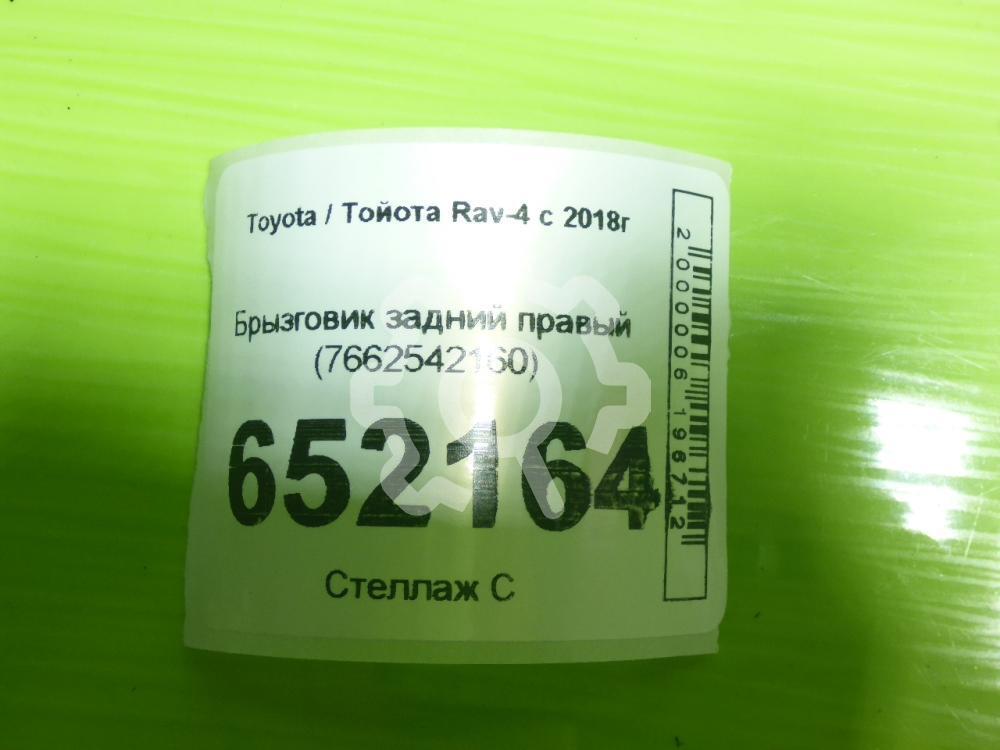 Toyota / Тойота Rav-4 с 2018г
Брызговик задний правый
(7662542160)
652164
Стеллаж С
2000006196712